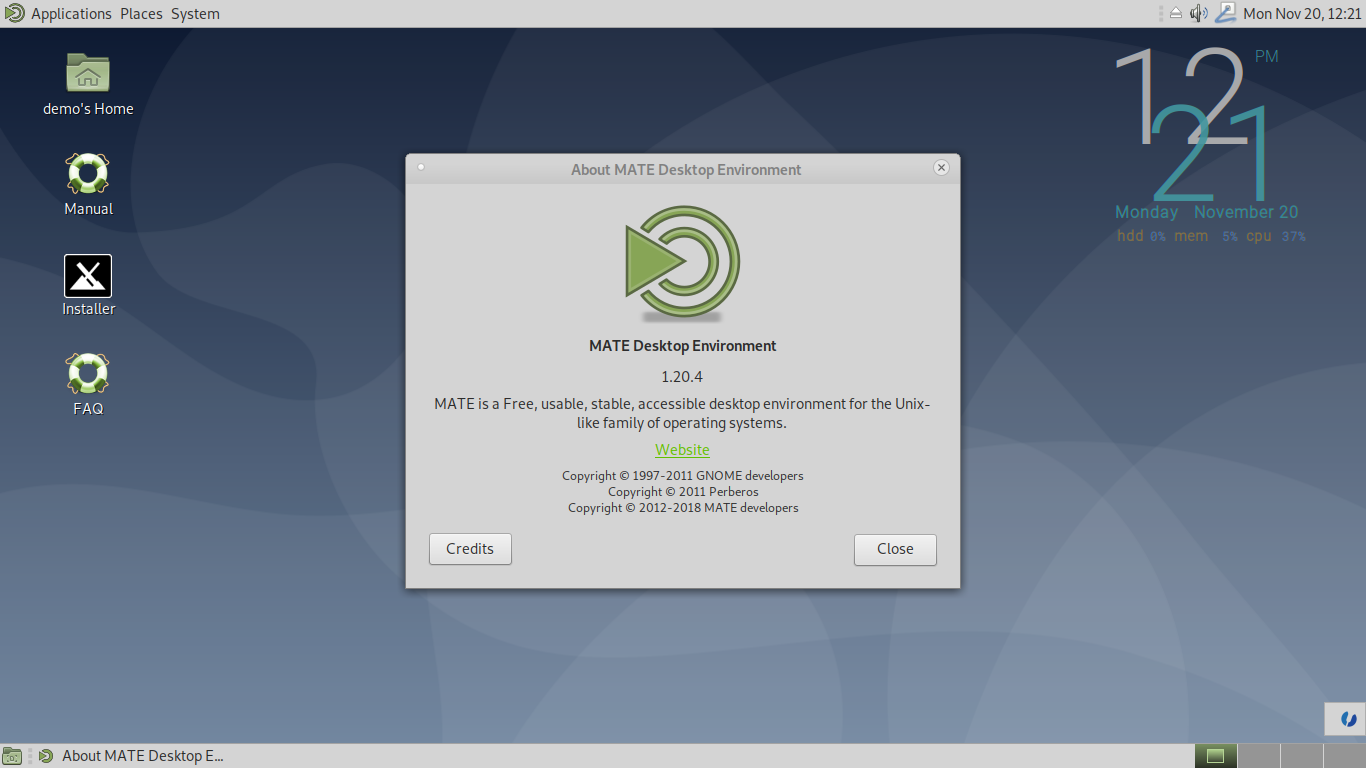 Applications Places System
Mon Nov 20, 12:21
demo's Home
Manual
Installer
FAQ
12 PM
21
Monday November 20
hdd 0% mem 5% cpu 37%
About MATE Desktop Environment
MATE Desktop Environment
1.20.4
MATE is a Free, usable, stable, accessible desktop environment for the Unix-
like family of operating systems.
Website
Copyright © 1997-2011 GNOME developers
Copyright © 2011 Perberos
Copyright © 2012-2018 MATE developers
Credits
Close
About MATE Desktop E...